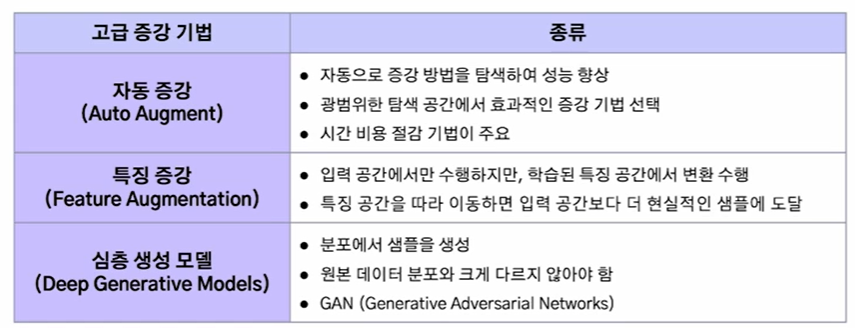 고급 증강 기법
종류
자동 증강
(Auto Augment)
● 자동으로 증강 방법을 탐색하여 성능 향상
● 광범위한 탐색 공간에서 효과적인 증강 기법 선택
● 시간 비용 절감 기법이 주요
특징 증강
(Feature Augmentation)
● 입력 공간에서만 수행하지만, 학습된 특징 공간에서 변환 수행
● 특징 공간을 따라 이동하면 입력 공간보다 더 현실적인 샘플에 도달
심층 생성 모델
(Deep Generative Models)
● 분포에서 샘플을 생성
● 원본 데이터 분포와 크게 다르지 않아야 함
● GAN (Generative Adversarial Networks)